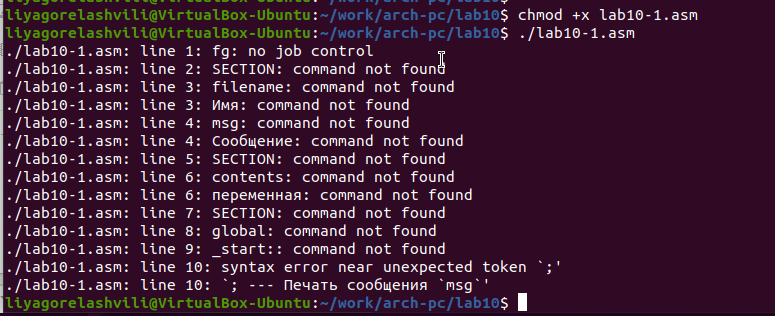 liyagorelashvili@VirtualBox-Ubuntu:~/work/arch-pc/lab10$ chmod +x lab10-1.asm
liyagorelashvili@VirtualBox-Ubuntu:~/work/arch-pc/lab10$ ./lab10-1.asm
./lab10-1.asm: line 1: fg: no job control
./lab10-1.asm: line 2: SECTION: command not found
./lab10-1.asm: line 3: filename: command not found
./lab10-1.asm: line 3: Имя: command not found
./lab10-1.asm: line 4: msg: command not found
./lab10-1.asm: line 4: Сообщение: command not found
./lab10-1.asm: line 5: SECTION: command not found
./lab10-1.asm: line 6: contents: command not found
./lab10-1.asm: line 6: переменная: command not found
./lab10-1.asm: line 7: SECTION: command not found
./lab10-1.asm: line 8: global: command not found
./lab10-1.asm: line 9: _start:: command not found
./lab10-1.asm: line 10: syntax error near unexpected token `;'
./lab10-1.asm: line 10: `; --- Печать сообщения `msg`'
liyagorelashvili@VirtualBox-Ubuntu:~/work/arch-pc/lab10$